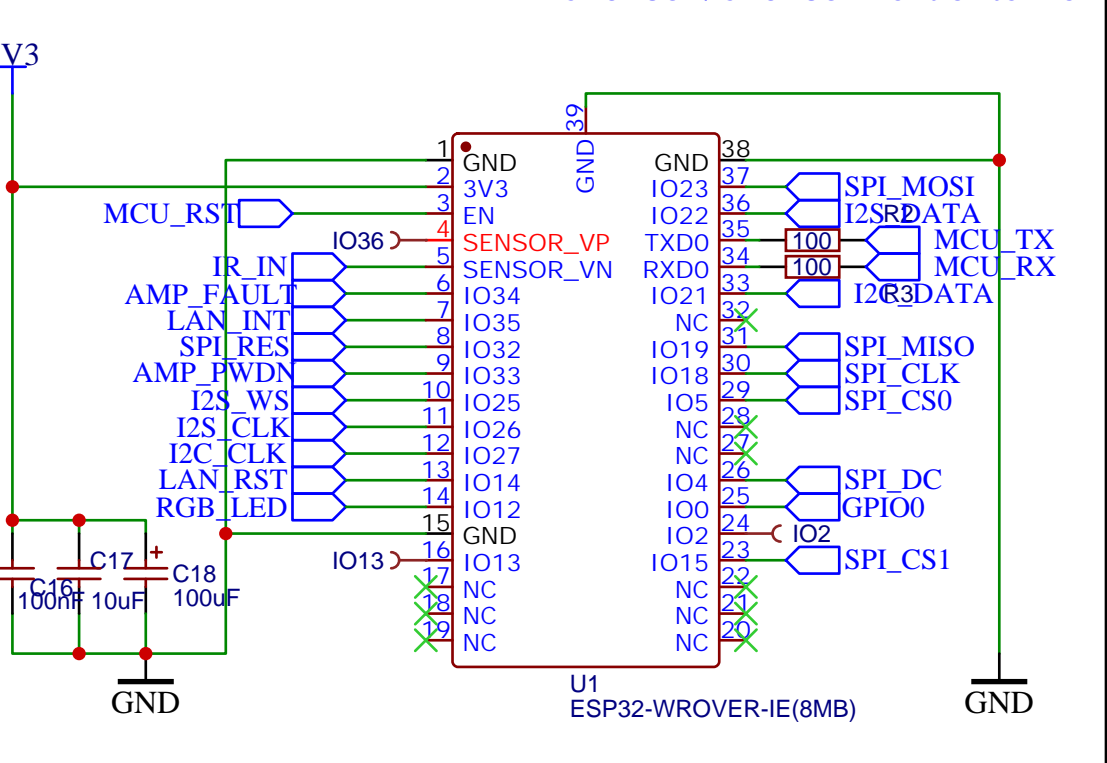 V3
39
GND
1 GND
GND 38
2 3V3
IO23 37 SPI_MOSI
MCU_RST 3 EN
IO22 36 I2S_DATA
R2
IO36 4 SENSOR_VP
TXD0 35 100 MCU_TX
IR_IN 5 SENSOR_VN
RXD0 34 100 MCU_RX
AMP_FAULT 6 IO34
IO21 33 I2C_DATA
R3
LAN_INT 7 IO35
NC 32
SPI_RES 8 IO32
IO19 31 SPI_MISO
AMP_PWDN 9 IO33
IO18 30 SPI_CLK
I2S_WS 10 IO25
IO5 29 SPI_CS0
I2S_CLK 11 IO26
NC 28
I2C_CLK 12 IO27
NC 27
LAN_RST 13 IO14
IO4 26 SPI_DC
RGB_LED 14 IO12
IO0 25 GPIO0
15 GND
IO2 24 IO2
IO13 16 IO13
IO15 23 SPI_CS1
17 NC
NC 22
18 NC
NC 21
19 NC
NC 20
C16
100nF
C17
10uF
+
C18
100uF
GND
U1
ESP32-WROVER-IE(8MB)
GND